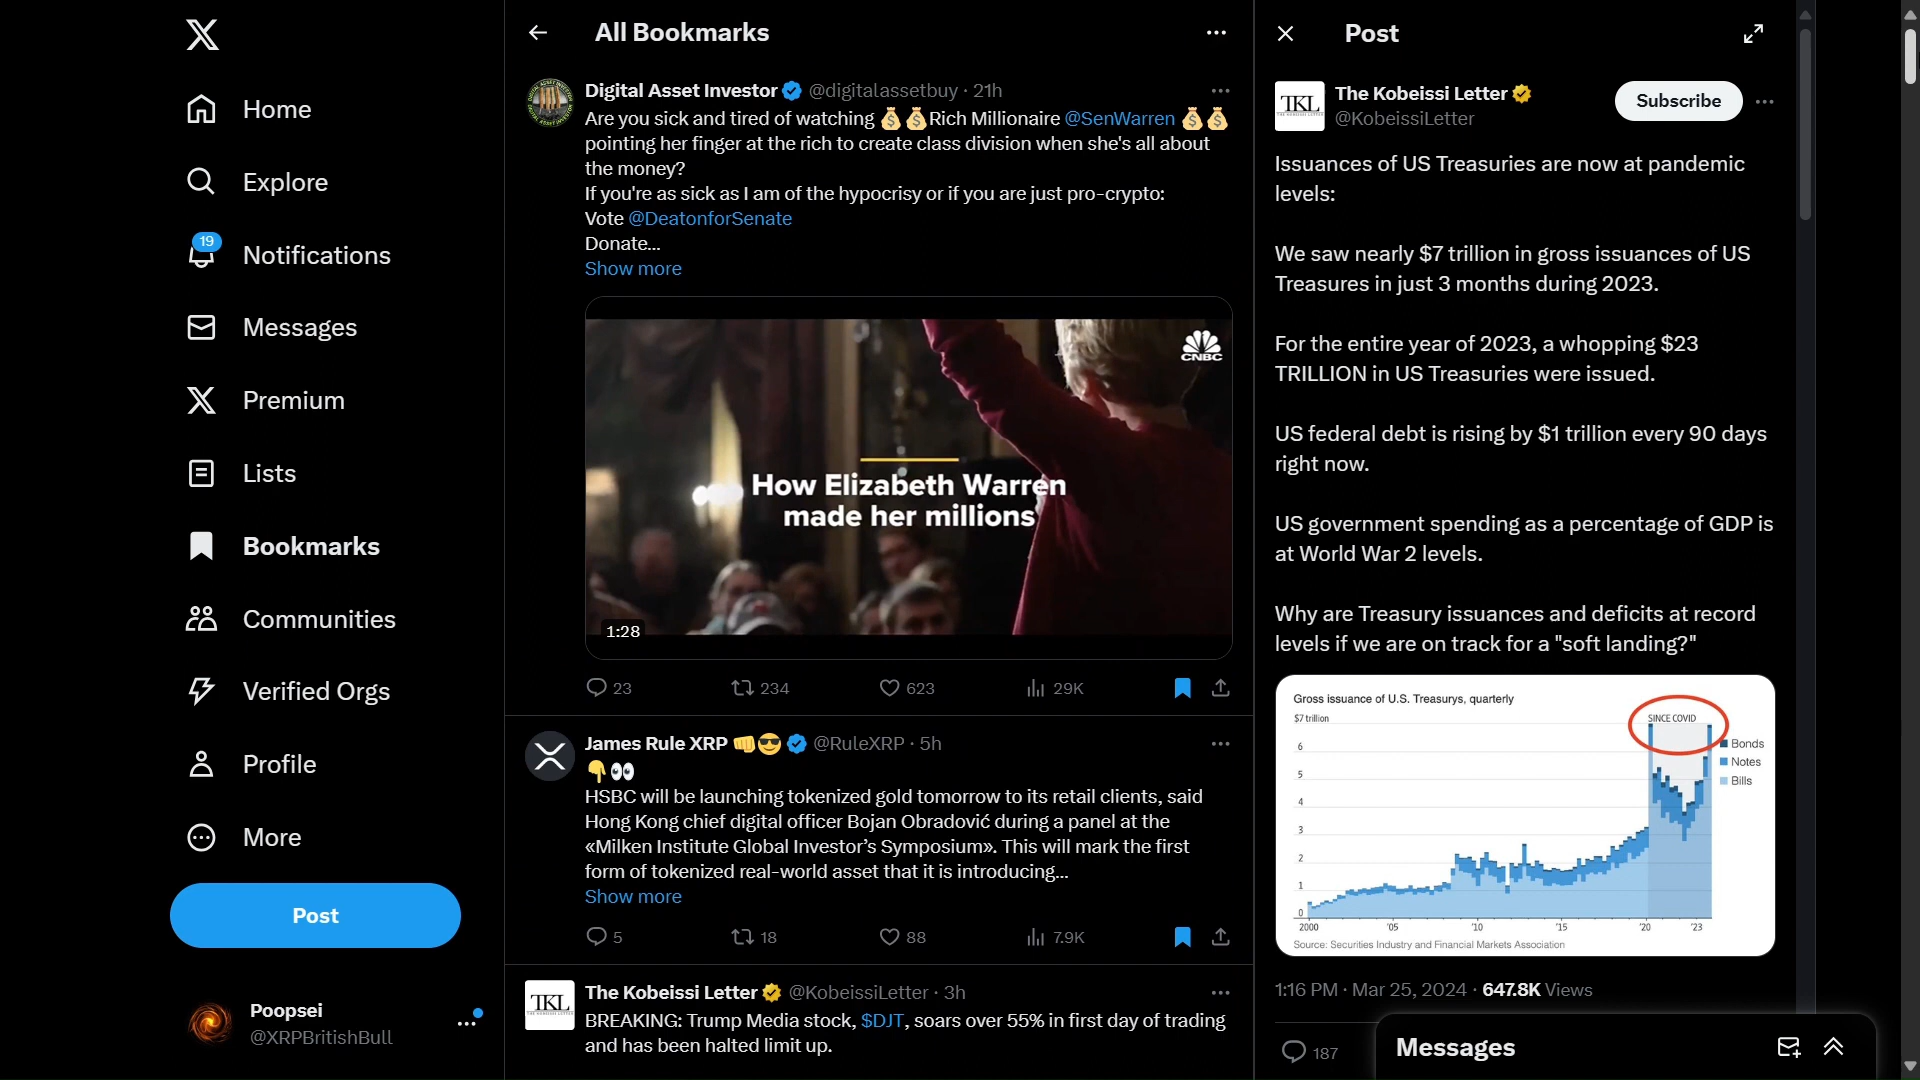 Home
Explore
19
Notifications
Messages
Premium
Lists
Bookmarks
Communities
Verified Orgs
Profile
More
Post
Poopsei
@XRPBritishBull
All Bookmarks
Digital Asset Investor @digitalassetbuy · 21h
Are you sick and tired of watching 💰💰Rich Millionaire @SenWarren 💰💰
pointing her finger at the rich to create class division when she's all about
the money?
If you're as sick as I am of the hypocrisy or if you are just pro-crypto:
Vote @DeatonforSenate
Donate...
Show more
CNBC
How Elizabeth Warren
made her millions
1:28
23 234 623 29K
James Rule XRP 👊😎 @RuleXRP · 5h
👇👀
HSBC will be launching tokenized gold tomorrow to its retail clients, said
Hong Kong chief digital officer Bojan Obradović during a panel at the
«Milken Institute Global Investor’s Symposium». This will mark the first
form of tokenized real-world asset that it is introducing...
Show more
5 18 88 7.9K
TKL
The Kobeissi Letter @KobeissiLetter · 3h
BREAKING: Trump Media stock, $DJT, soars over 55% in first day of trading
and has been halted limit up.
Post
TKL
The Kobeissi Letter
@KobeissiLetter
Subscribe
Issuances of US Treasuries are now at pandemic
levels:
We saw nearly $7 trillion in gross issuances of US
Treasures in just 3 months during 2023.
For the entire year of 2023, a whopping $23
TRILLION in US Treasuries were issued.
US federal debt is rising by $1 trillion every 90 days
right now.
US government spending as a percentage of GDP is
at World War 2 levels.
Why are Treasury issuances and deficits at record
levels if we are on track for a "soft landing?"
Gross issuance of U.S. Treasurys, quarterly
$7 trillion
SINCE COVID
6
5
4
3
2
1
0
Bonds
Notes
Bills
2000 '05 '10 '15 '20 '23
Source: Securities Industry and Financial Markets Association
1:16 PM · Mar 25, 2024 · 647.8K Views
187
Messages